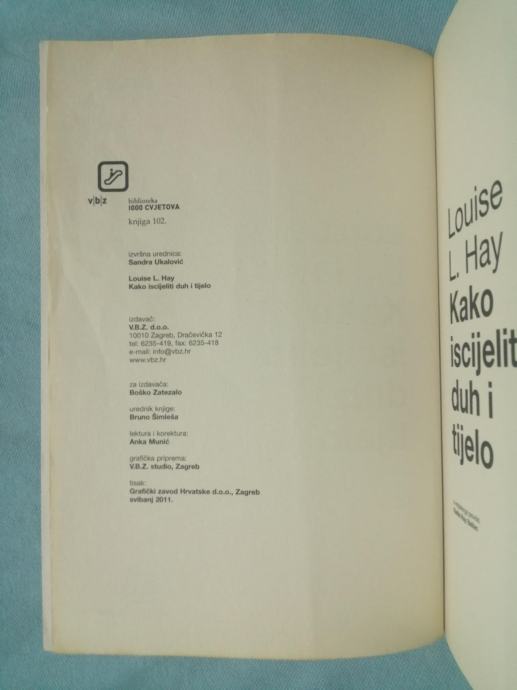 v|b|z
biblioteka
1000 CVJETOVA
knjiga 102.
izvršna urednica:
Sandra Ukalović
Louise L. Hay
Kako iscijeliti duh i tijelo
izdavač:
V.B.Z. d.o.o.
10010 Zagreb, Dračevička 12
tel: 6235-419, fax: 6235-418
e-mail: info@vbz.hr
www.vbz.hr
za izdavača:
Boško Zatezalo
urednik knjige:
Bruno Šimleša
lektura i korektura:
Anka Munić
grafička priprema:
V.B.Z. studio, Zagreb
tisak:
Grafički zavod Hrvatske d.o.o., Zagreb
svibanj 2011.
Louise
L. Hay
Kako
iscijelit
duh i
tijelo